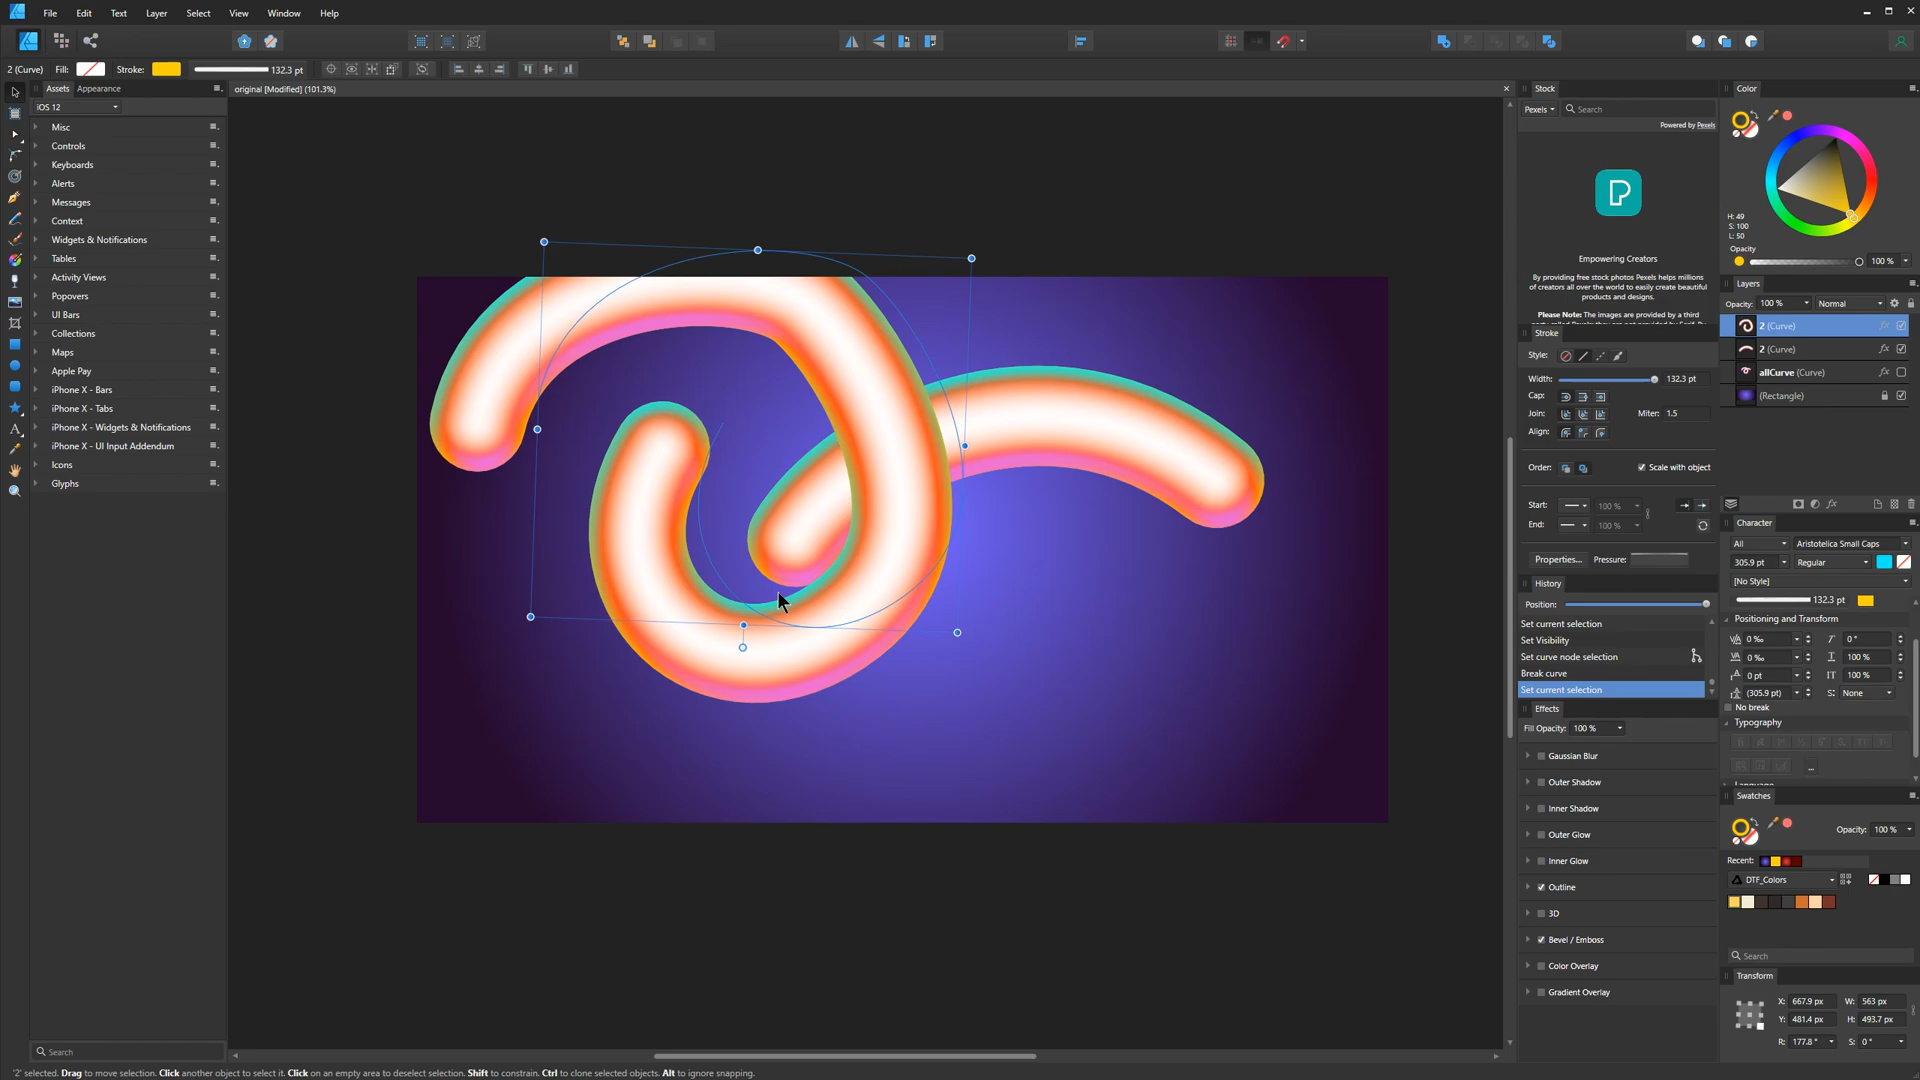 File Edit Text Layer Select View Window Help
2 (Curve) Fill: Stroke: 132.3 pt
Assets Appearance
iOS 12
Misc
Controls
Keyboards
Alerts
Messages
Context
Widgets & Notifications
Tables
Activity Views
Popovers
UI Bars
Collections
Maps
Apple Pay
iPhone X - Bars
iPhone X - Tabs
iPhone X - Widgets & Notifications
iPhone X - UI Input Addendum
Icons
Glyphs
Search
original [Modified] (101.3%)
Stock
Pexels Search
Powered by Pexels
Empowering Creators
By providing free stock photos Pexels helps millions
of creators all over the world to easily create beautiful
products and designs.
Please Note: The images are provided by a third
Stroke
Style:
Width: 132.3 pt
Cap:
Join: Miter: 1.5
Align:
Order: Scale with object
Start: 100 %
End: 100 %
Properties... Pressure:
History
Position:
Set current selection
Set Visibility
Set curve node selection
Break curve
Set current selection
Effects
Fill Opacity: 100 %
Gaussian Blur
Outer Shadow
Inner Shadow
Outer Glow
Inner Glow
Outline
3D
Bevel / Emboss
Color Overlay
Gradient Overlay
Color
H: 49
S: 100
L: 50
Opacity
100 %
Layers
Opacity: 100 % Normal
2 (Curve)
2 (Curve)
allCurve (Curve)
(Rectangle)
Character
All Aristotelica Small Caps
305.9 pt Regular
[No Style]
132.3 pt
Positioning and Transform
0 ‰ 0 °
0 ‰ 100 %
0 pt 100 %
(305.9 pt) S: None
No break
Typography
...
Swatches
Opacity: 100 %
Recent:
DTF_Colors
Search
Transform
X: 667.9 px W: 563 px
Y: 481.4 px H: 493.7 px
R: 177.8 ° S: 0 °
'2' selected. Drag to move selection. Click another object to select it. Click on an empty area to deselect selection. Shift to constrain. Ctrl to clone selected objects. Alt to ignore snapping.